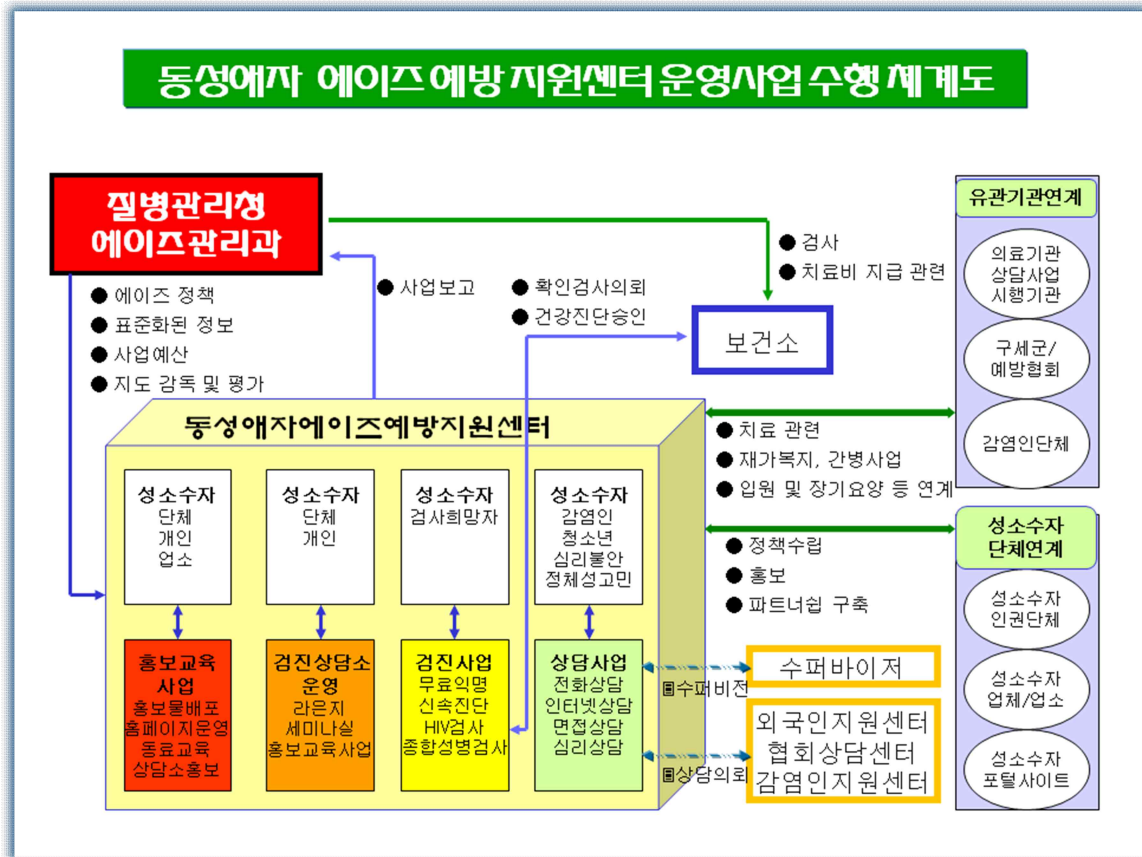 동성애자 에이즈 예방 지원센터 운영사업 수행 체계도
질병관리청
에이즈관리과
● 에이즈 정책
● 표준화된 정보
● 사업예산
● 지도 감독 및 평가
● 사업보고
● 확인검사의뢰
● 건강진단승인
● 검사
● 치료비 지급 관련
보건소
유관기관연계
의료기관
상담사업
시행기관
구세군/
예방협회
감염인단체
● 치료 관련
● 재가복지, 간병사업
● 입원 및 장기요양 등 연계
동성애자에이즈예방지원센터
성소수자
단체
개인
업소
성소수자
단체
개인
성소수자
검사희망자
성소수자
감염인
청소년
심리불안
정체성고민
홍보교육
사업
홍보물배포
홈페이지운영
동료교육
상담소홍보
검진상담소
운영
라운지
세미나실
홍보교육사업
검진사업
무료익명
신속진단
HIV검사
종합성병검사
상담사업
전화상담
인터넷상담
면접상담
심리상담
● 정책수립
● 홍보
● 파트너쉽 구축
성소수자
단체연계
성소수자
인권단체
성소수자
업체/업소
성소수자
포털사이트
수퍼비전
수퍼바이저
상담의뢰
외국인지원센터
협회상담센터
감염인지원센터